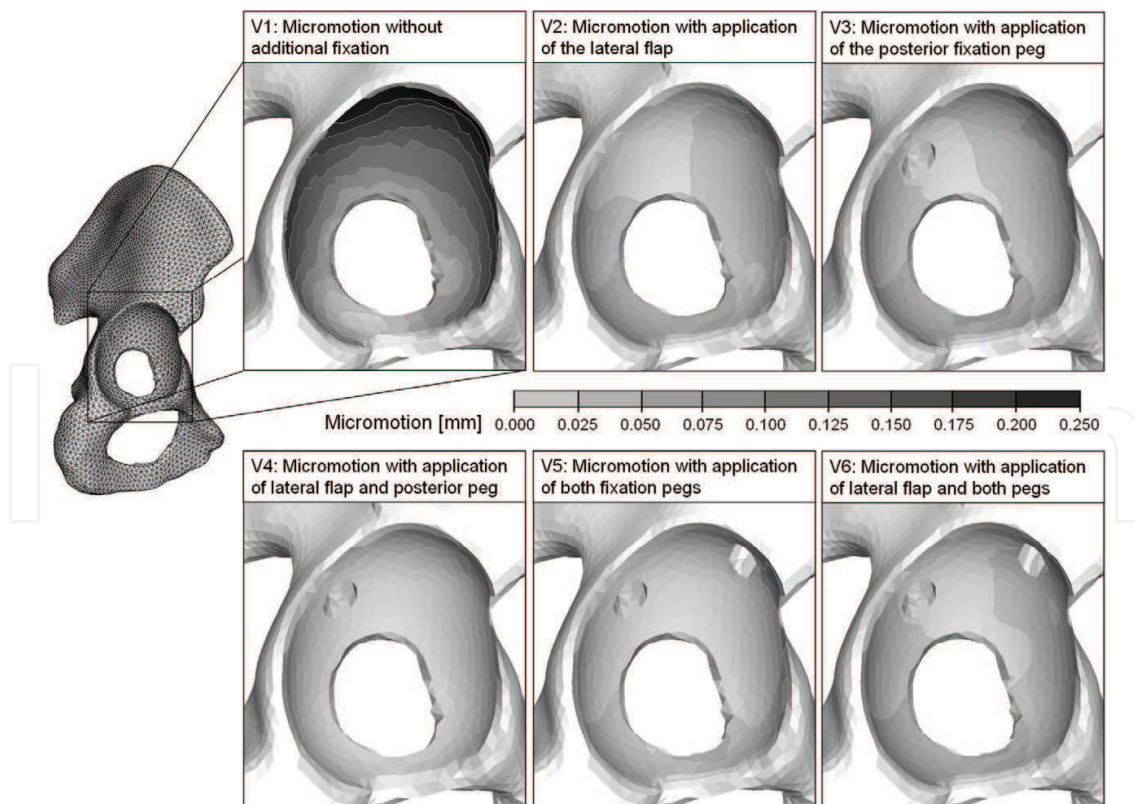 V1: Micromotion without
additional fixation
V2: Micromotion with application
of the lateral flap
V3: Micromotion with application
of the posterior fixation peg
Micromotion [mm]
0.000 0.025 0.050 0.075 0.100 0.125 0.150 0.175 0.200 0.250
V4: Micromotion with application
of lateral flap and posterior peg
V5: Micromotion with application
of both fixation pegs
V6: Micromotion with application
of lateral flap and both pegs